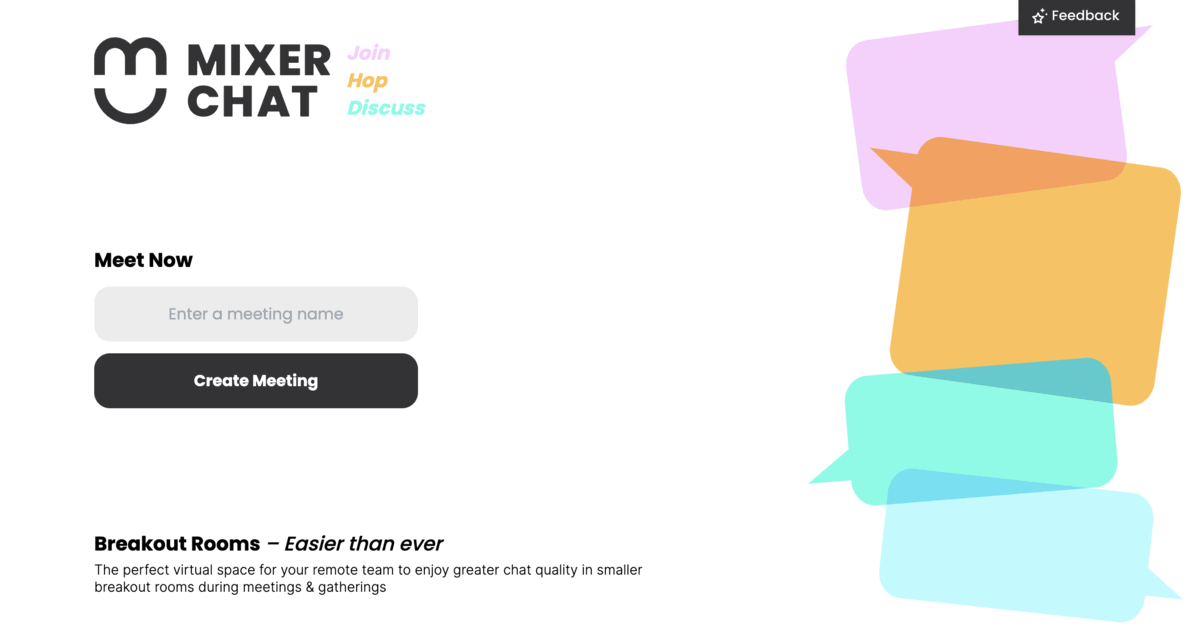 Feedback
MIXER
CHAT
Join
Hop
Discuss
Meet Now
Enter a meeting name
Create Meeting
Breakout Rooms – Easier than ever
The perfect virtual space for your remote team to enjoy greater chat quality in smaller
breakout rooms during meetings & gatherings